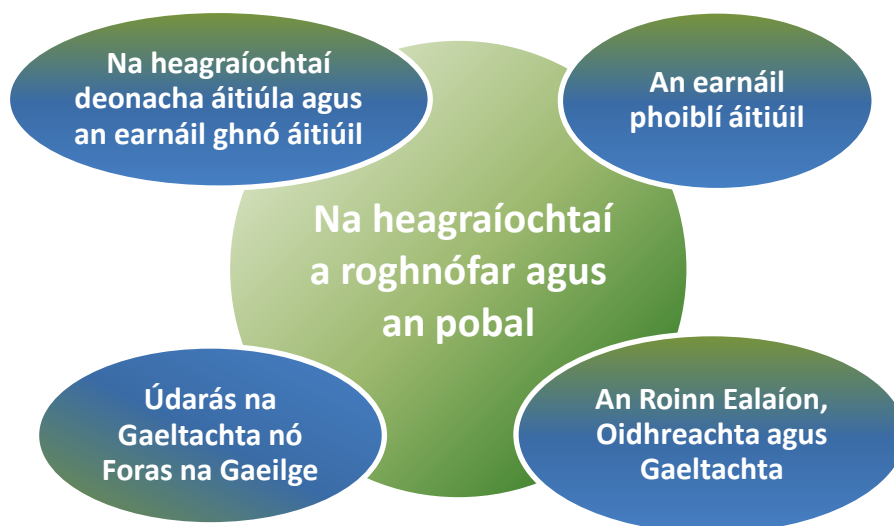 Na heagraíochtaí
deonacha áitiúla agus
an earnáil ghnó áitiúil
An earnáil
phoiblí áitiúil
Na heagraíochtaí
a roghnófar agus
an pobal
Údarás na
Gaeltachta nó
Foras na Gaeilge
An Roinn Ealaíon,
Oidhreachta agus
Gaeltachta